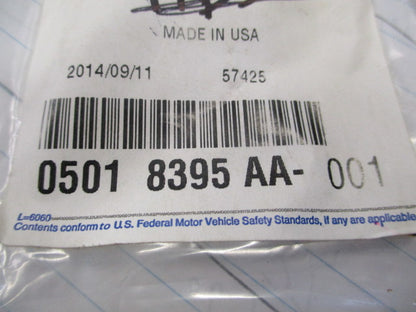 MADE IN USA
2014/09/11 57425
0501 8395 AA- 001
L=6060
Contents conform to U.S. Federal Motor Vehicle Safety Standards, if any are applicable